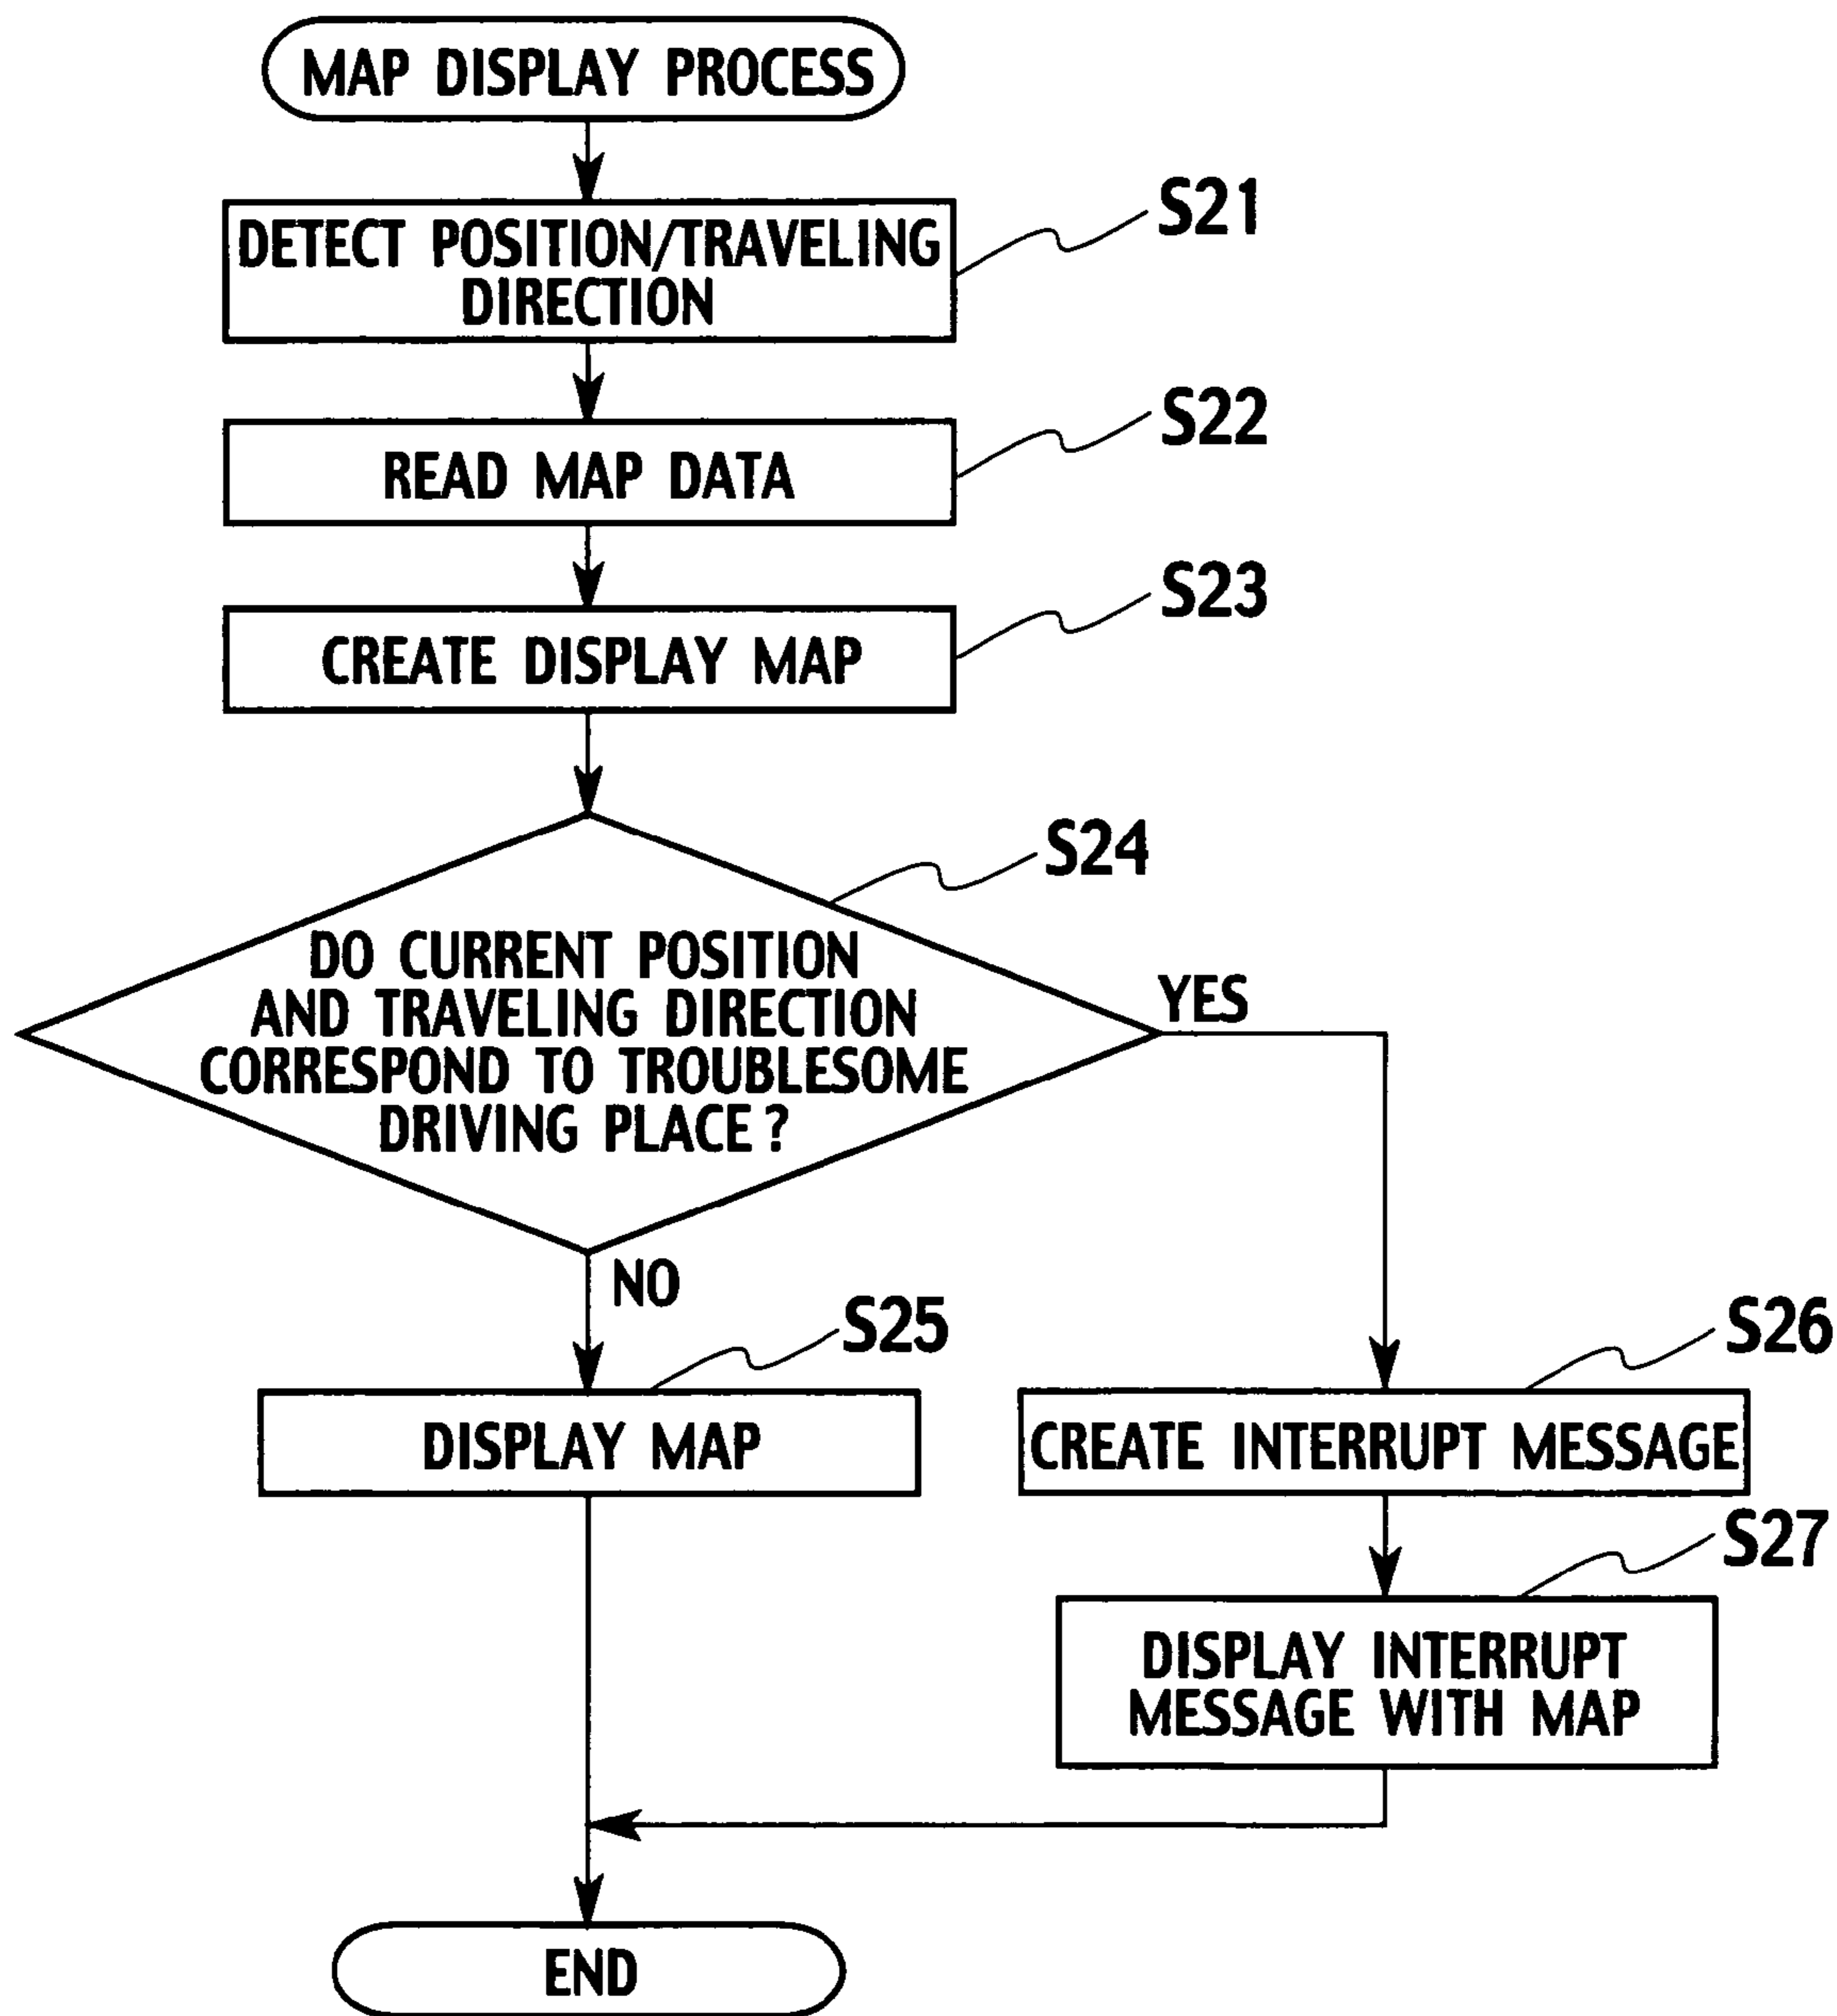 MAP DISPLAY PROCESS
S21
DETECT POSITION/TRAVELING
DIRECTION
S22
READ MAP DATA
S23
CREATE DISPLAY MAP
S24
DO CURRENT POSITION
AND TRAVELING DIRECTION
CORRESPOND TO TROUBLESOME
DRIVING PLACE ?
YES
NO
S25
DISPLAY MAP
S26
CREATE INTERRUPT MESSAGE
S27
DISPLAY INTERRUPT
MESSAGE WITH MAP
END